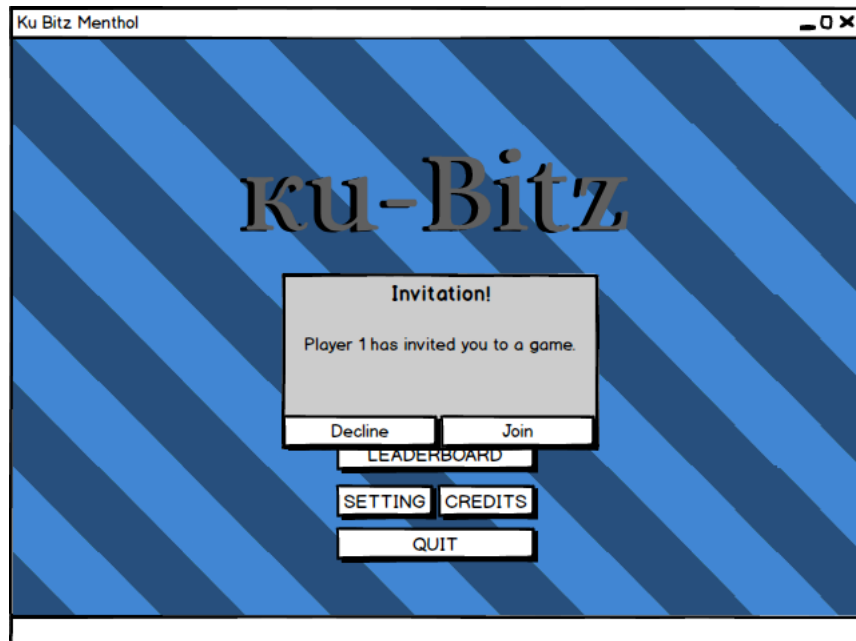 Ku Bitz Menthol
Ku-Bitz
Invitation!
Player 1 has invited you to a game.
Decline Join
LEADERBOARD
SETTING CREDITS
QUIT